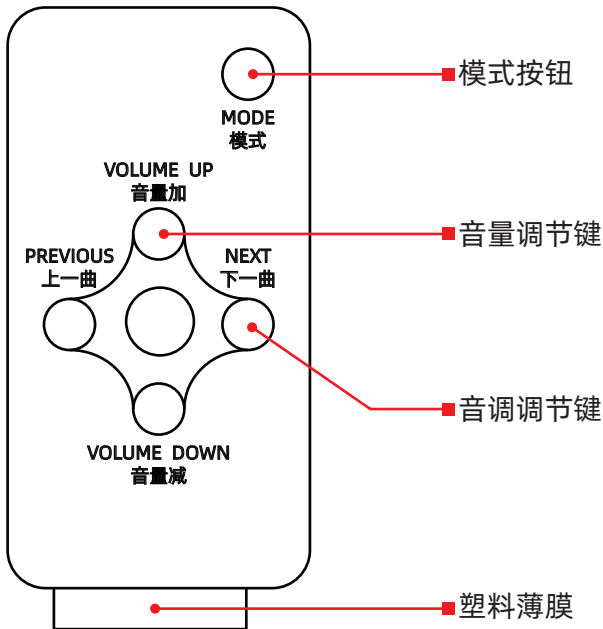 模式按钮
MODE
模式
VOLUME UP
音量加
音量调节键
PREVIOUS
上一曲
NEXT
下一曲
音调调节键
VOLUME DOWN
音量减
塑料薄膜